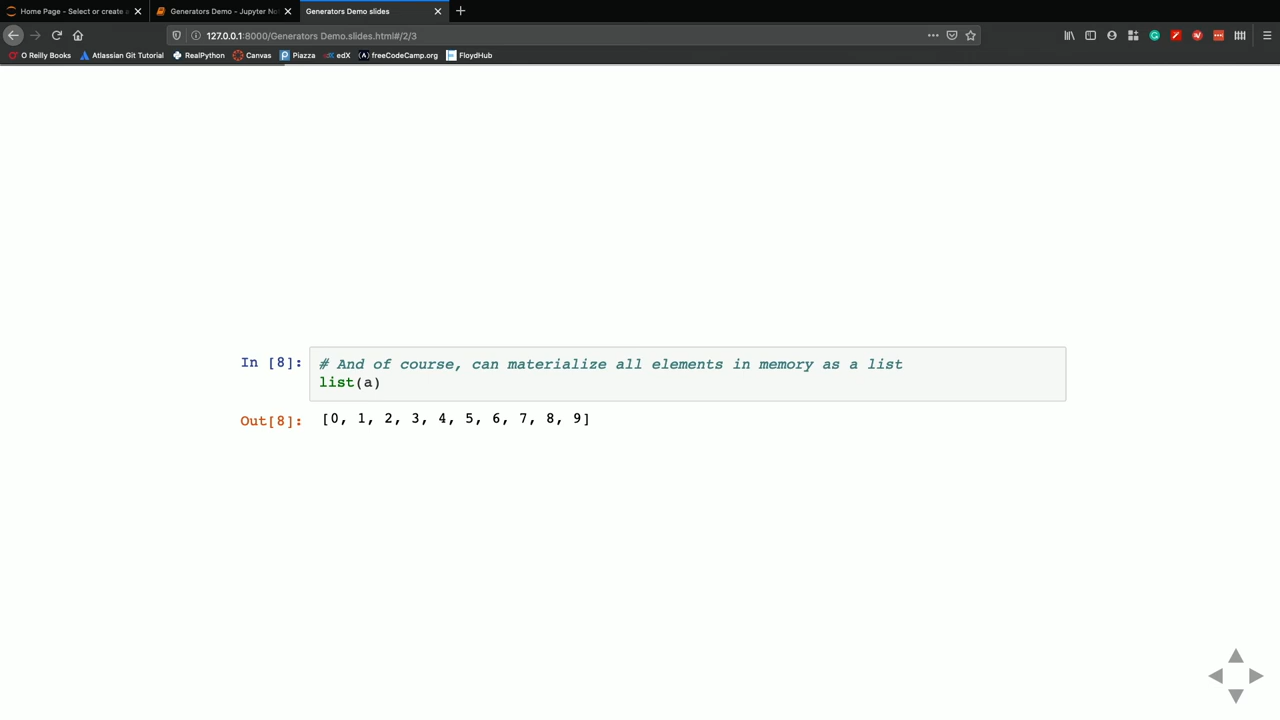 Home Page - Select or create a
Generators Demo - Jupyter Not
Generators Demo slides
127.0.0.1:8000/Generators Demo.slides.html#/2/3
O Reilly Books
Atlassian Git Tutorial
RealPython
Canvas
Piazza
edX
freeCodeCamp.org
FloydHub
In [8]:
# And of course, can materialize all elements in memory as a list
list(a)
Out[8]:
[0, 1, 2, 3, 4, 5, 6, 7, 8, 9]